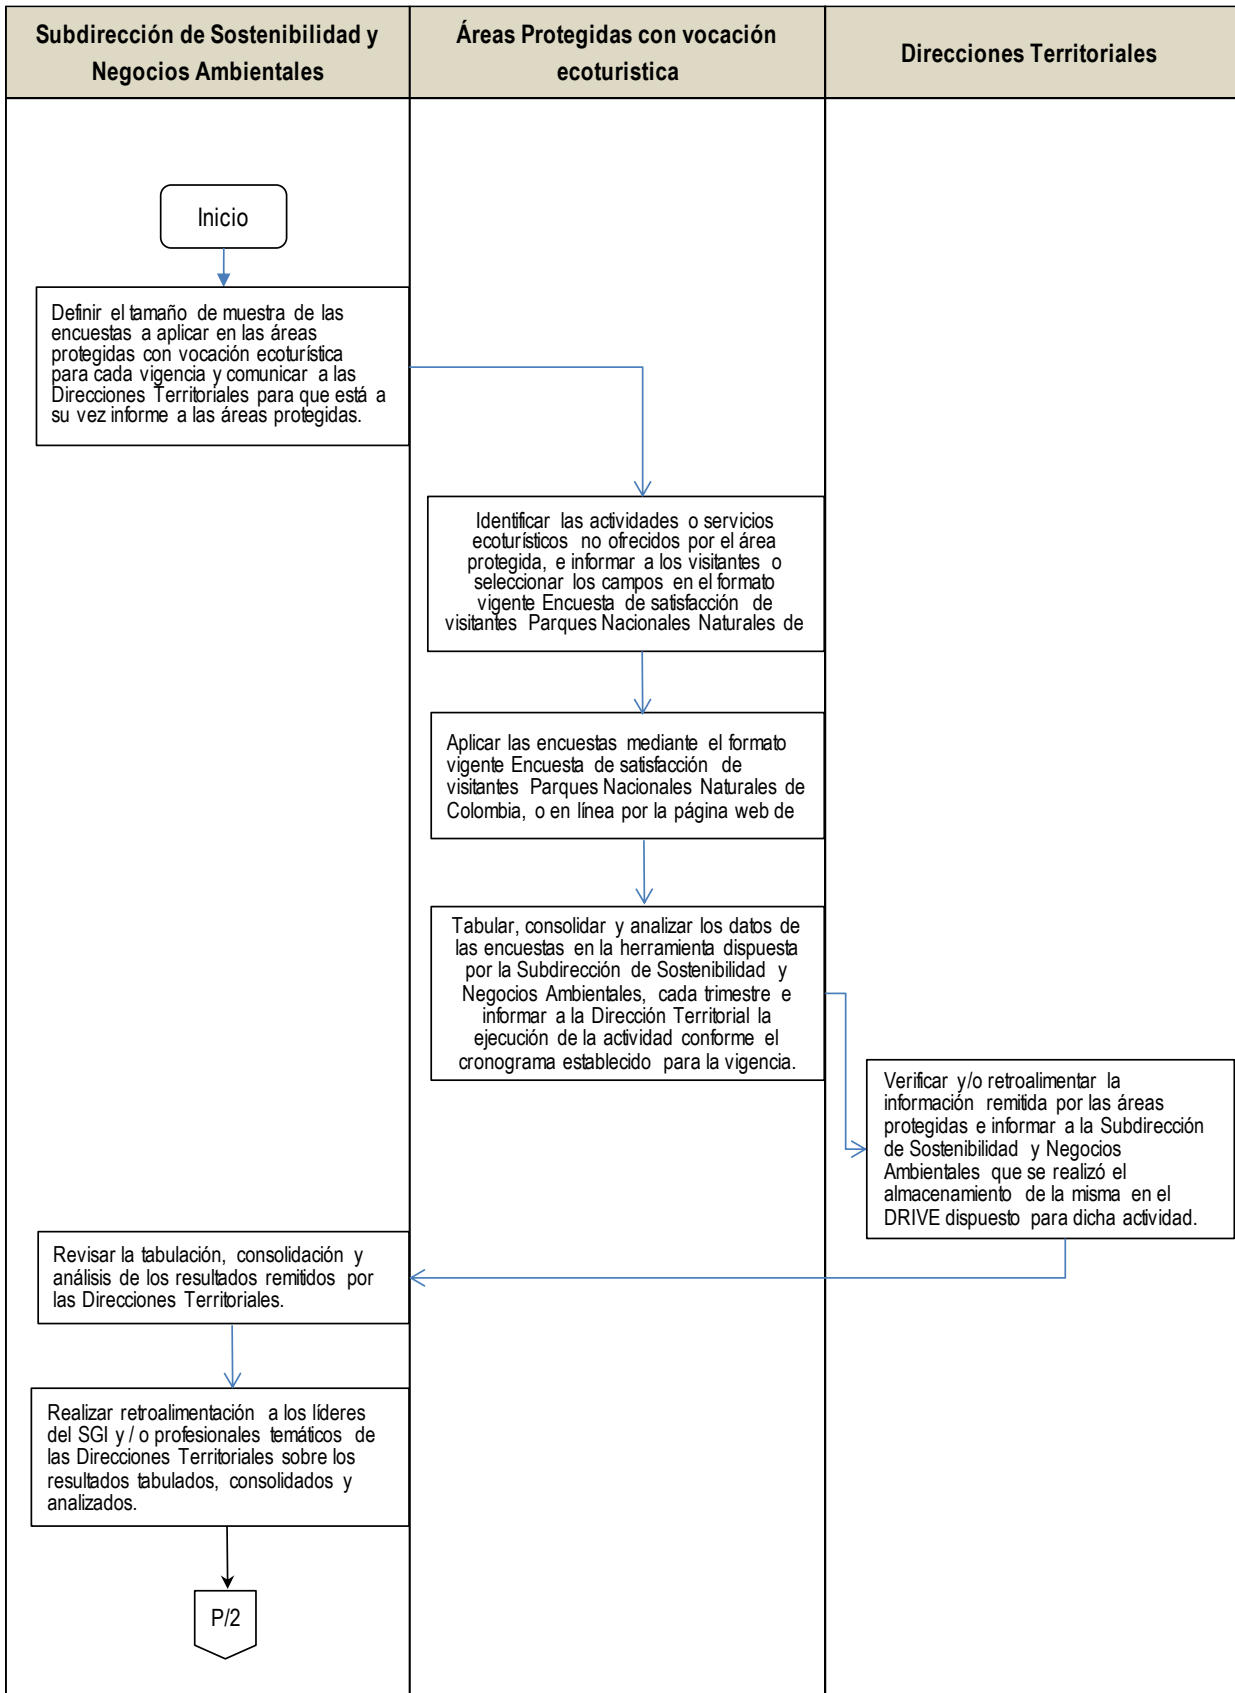 Subdirección de Sostenibilidad y
Negocios Ambientales
Áreas Protegidas con vocación
ecoturistica
Direcciones Territoriales
Inicio
Definir el tamaño de muestra de las
encuestas a aplicar en las áreas
protegidas con vocación ecoturística
para cada vigencia y comunicar a las
Direcciones Territoriales para que está a
su vez informe a las áreas protegidas.
Identificar las actividades o servicios
ecoturísticos no ofrecidos por el área
protegida, e informar a los visitantes o
seleccionar los campos en el formato
vigente Encuesta de satisfacción de
visitantes Parques Nacionales Naturales de
Aplicar las encuestas mediante el formato
vigente Encuesta de satisfacción de
visitantes Parques Nacionales Naturales de
Colombia, o en línea por la página web de
Tabular, consolidar y analizar los datos de
las encuestas en la herramienta dispuesta
por la Subdirección de Sostenibilidad y
Negocios Ambientales, cada trimestre e
informar a la Dirección Territorial la
ejecución de la actividad conforme el
cronograma establecido para la vigencia.
Verificar y/o retroalimentar la
información remitida por las áreas
protegidas e informar a la Subdirección
de Sostenibilidad y Negocios
Ambientales que se realizó el
almacenamiento de la misma en el
DRIVE dispuesto para dicha actividad.
Revisar la tabulación, consolidación y
análisis de los resultados remitidos por
las Direcciones Territoriales.
Realizar retroalimentación a los líderes
del SGI y / o profesionales temáticos de
las Direcciones Territoriales sobre los
resultados tabulados, consolidados y
analizados.
P/2